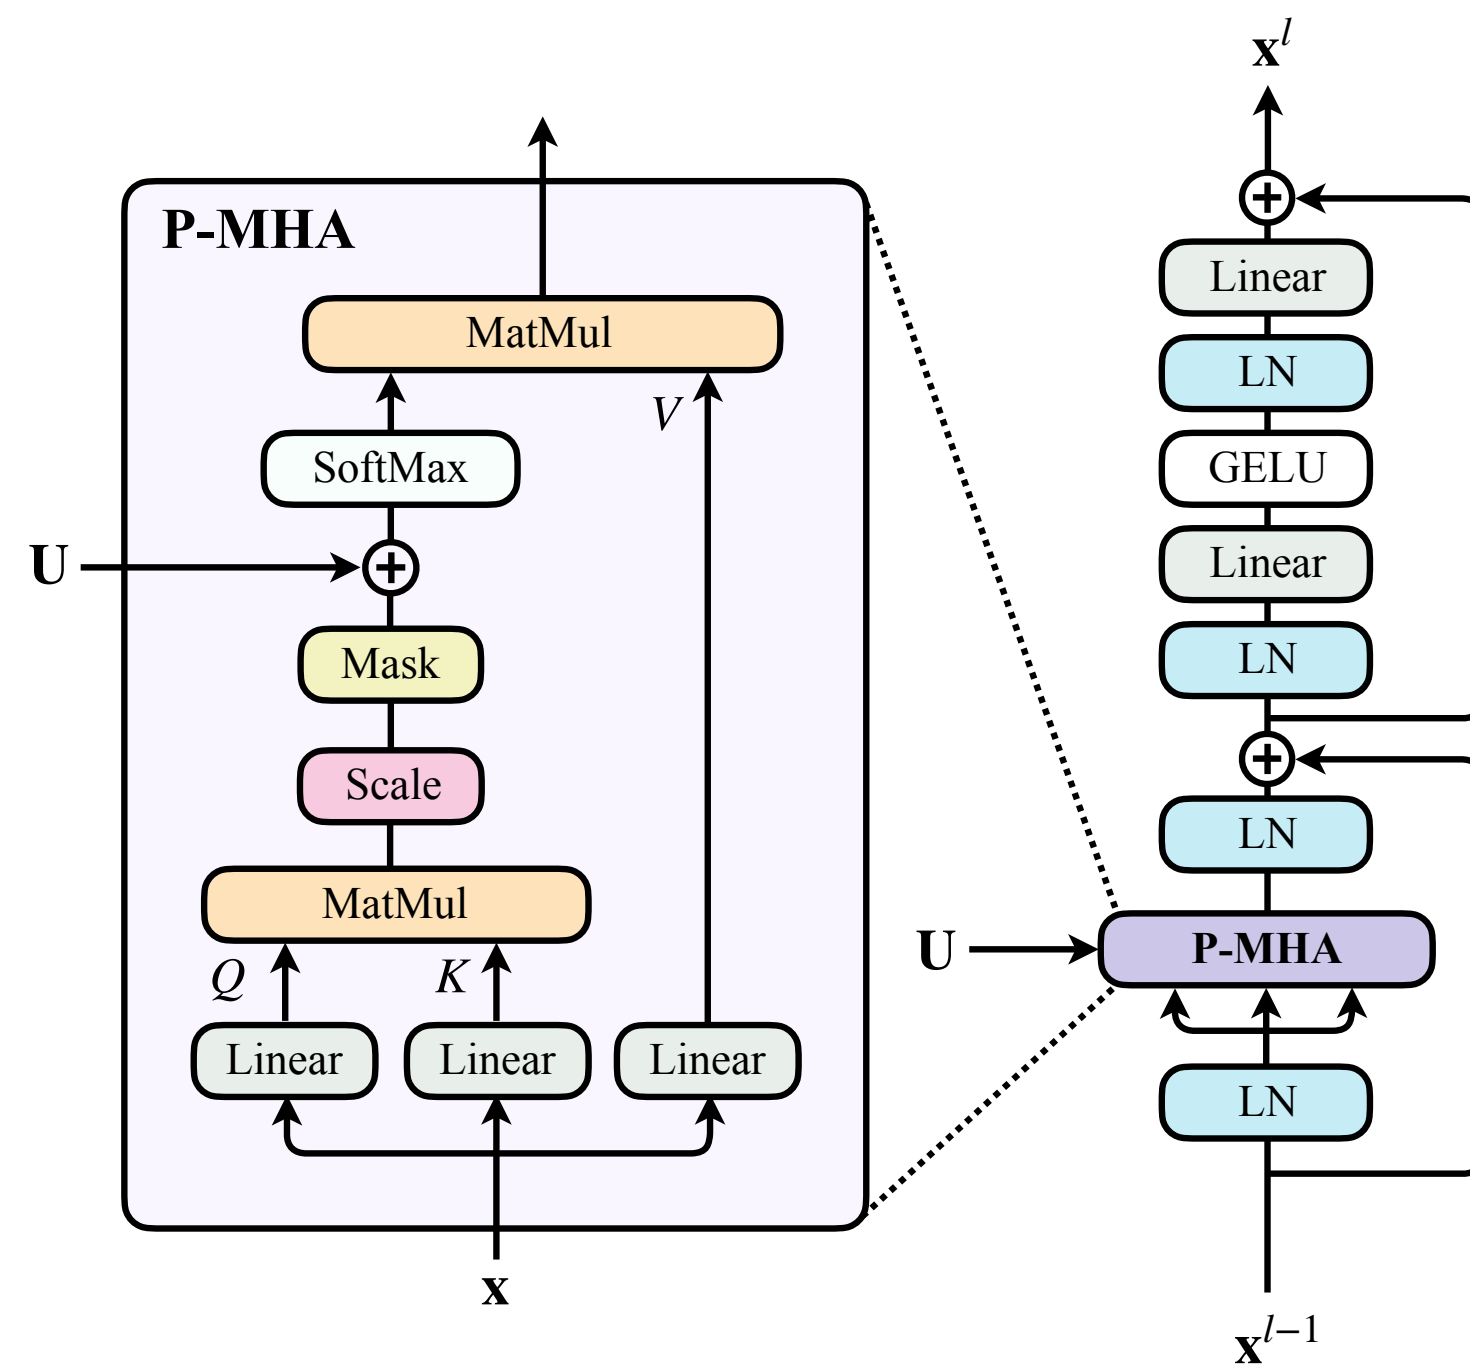 P-MHA
MatMul
V
SoftMax
U
Mask
Scale
MatMul
Q
K
Linear
Linear
Linear
x
x^l
Linear
LN
GELU
Linear
LN
LN
U
P-MHA
LN
x^{l−1}